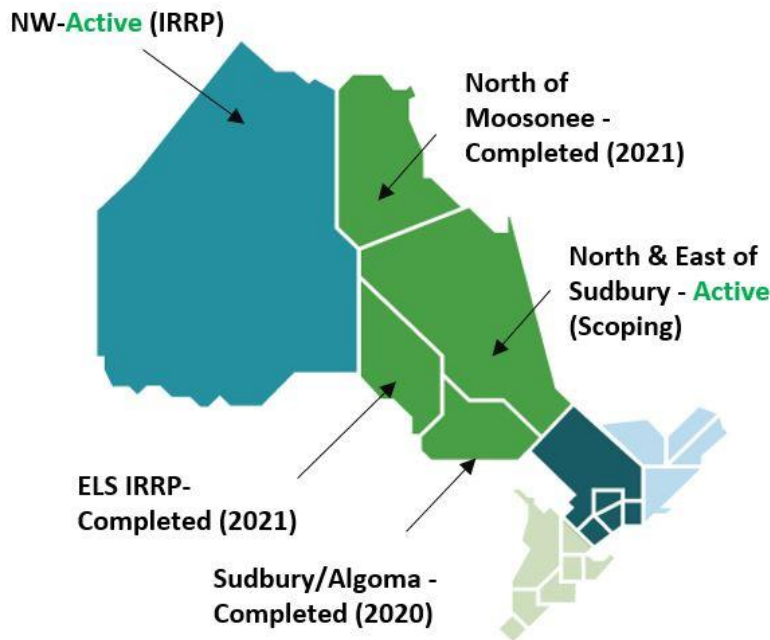 NW-Active (IRRP)
North of
Moosonee -
Completed (2021)
North & East of
Sudbury - Active
(Scoping)
ELS IRRP-
Completed (2021)
Sudbury/Algoma -
Completed (2020)